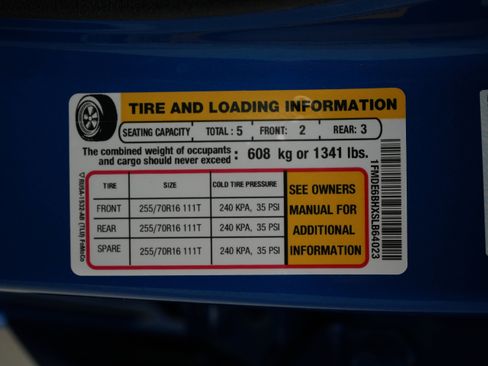 TIRE AND LOADING INFORMATION
SEATING CAPACITY TOTAL : 5 FRONT: 2 REAR: 3
The combined weight of occupants
and cargo should never exceed : 608 kg or 1341 lbs.
TIRE SIZE COLD TIRE PRESSURE
FRONT 255/70R16 111T 240 KPA, 35 PSI
REAR 255/70R16 111T 240 KPA, 35 PSI
SPARE 255/70R16 111T 240 KPA, 35 PSI
SEE OWNERS
MANUAL FOR
ADDITIONAL
INFORMATION
1FMDE6BHXSLB64023